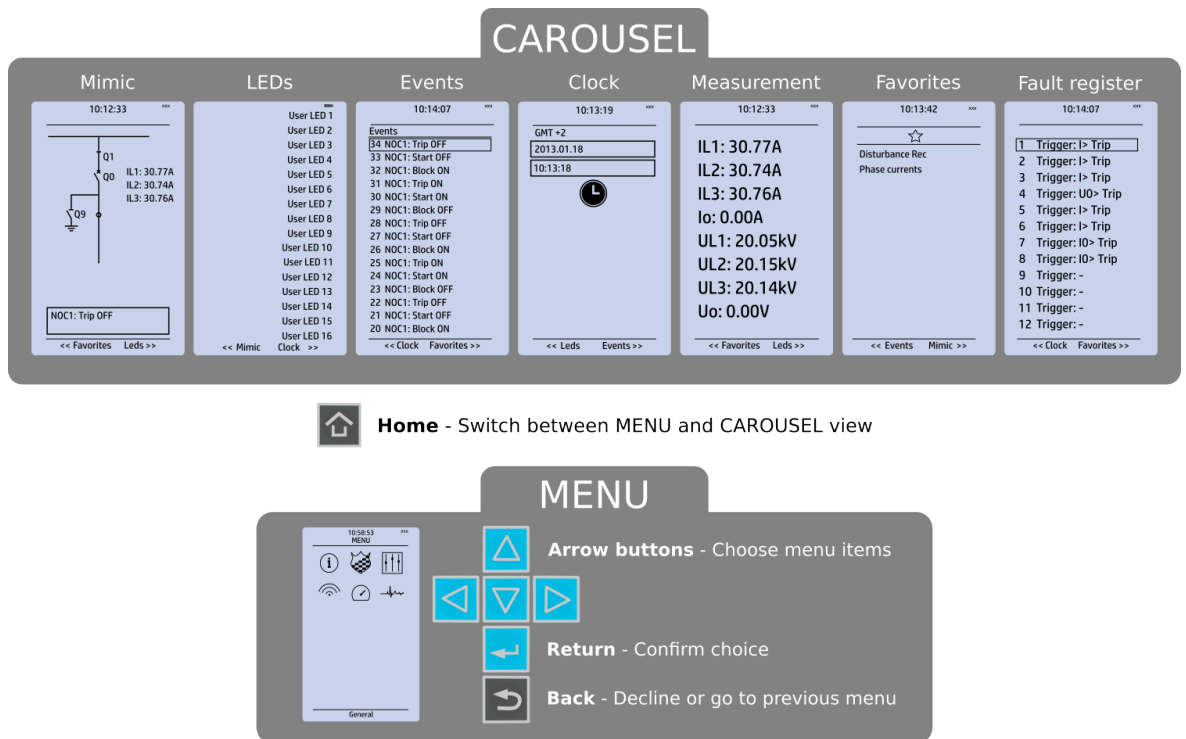 CAROUSEL
Mimic
10:12:33 xxx
Q1
Q0
IL1: 30.77A
IL2: 30.74A
IL3: 30.76A
Q9
NOC1: Trip OFF
<< Favorites Leds >>
LEDs
User LED 1
User LED 2
User LED 3
User LED 4
User LED 5
User LED 6
User LED 7
User LED 8
User LED 9
User LED 10
User LED 11
User LED 12
User LED 13
User LED 14
User LED 15
User LED 16
<< Mimic Clock >>
Events
10:14:07 xxx
Events
34 NOC1: Trip OFF
33 NOC1: Start OFF
32 NOC1: Block ON
31 NOC1: Trip ON
30 NOC1: Start ON
29 NOC1: Block OFF
28 NOC1: Trip OFF
27 NOC1: Start OFF
26 NOC1: Block ON
25 NOC1: Trip ON
24 NOC1: Start ON
23 NOC1: Block OFF
22 NOC1: Trip OFF
21 NOC1: Start OFF
20 NOC1: Block ON
<< Clock Favorites >>
Clock
10:13:19 xxx
GMT +2
2013.01.18
10:13:18
<< Leds Events >>
Measurement
10:12:33 xxx
IL1: 30.77A
IL2: 30.74A
IL3: 30.76A
Io: 0.00A
UL1: 20.05kV
UL2: 20.15kV
UL3: 20.14kV
Uo: 0.00V
<< Favorites Leds >>
Favorites
10:13:42 xxx
Disturbance Rec
Phase currents
<< Events Mimic >>
Fault register
10:14:07 xxx
1 Trigger: I> Trip
2 Trigger: I> Trip
3 Trigger: I> Trip
4 Trigger: U0> Trip
5 Trigger: I> Trip
6 Trigger: I> Trip
7 Trigger: I0> Trip
8 Trigger: I0> Trip
9 Trigger: -
10 Trigger: -
11 Trigger: -
12 Trigger: -
<< Clock Favorites >>
Home - Switch between MENU and CAROUSEL view
MENU
10:58:53 xxx
MENU
i
General
Arrow buttons - Choose menu items
Return - Confirm choice
Back - Decline or go to previous menu